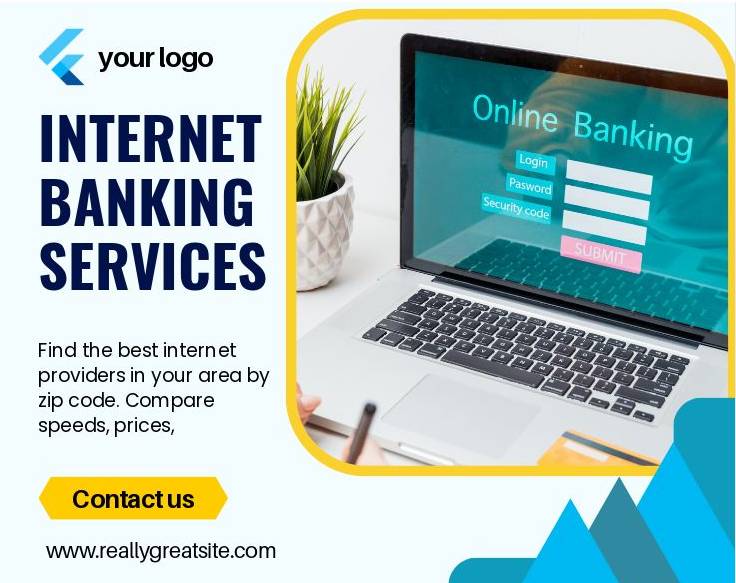 your logo
INTERNET
BANKING
SERVICES
Find the best internet
providers in your area by
zip code. Compare
speeds, prices,
Contact us
www.reallygreatsite.com
Online Banking
Login
Pasword
Security code
SUBMIT